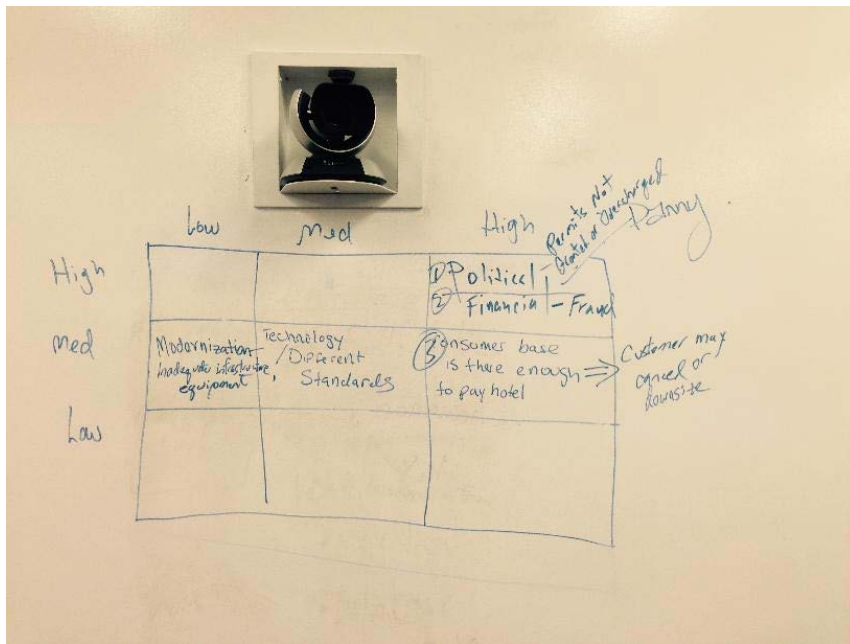 Low Med High
Permits Not
Granted or Overcharged
Danny
High
① Political
② Financial - Fraud
Med
Modernization
Inadequate infrastructure,
equipment
Technology
/Different
Standards
③ Consumer base
is there enough
to pay hotel
⇒ Customer may
cancel or
downsize
Low